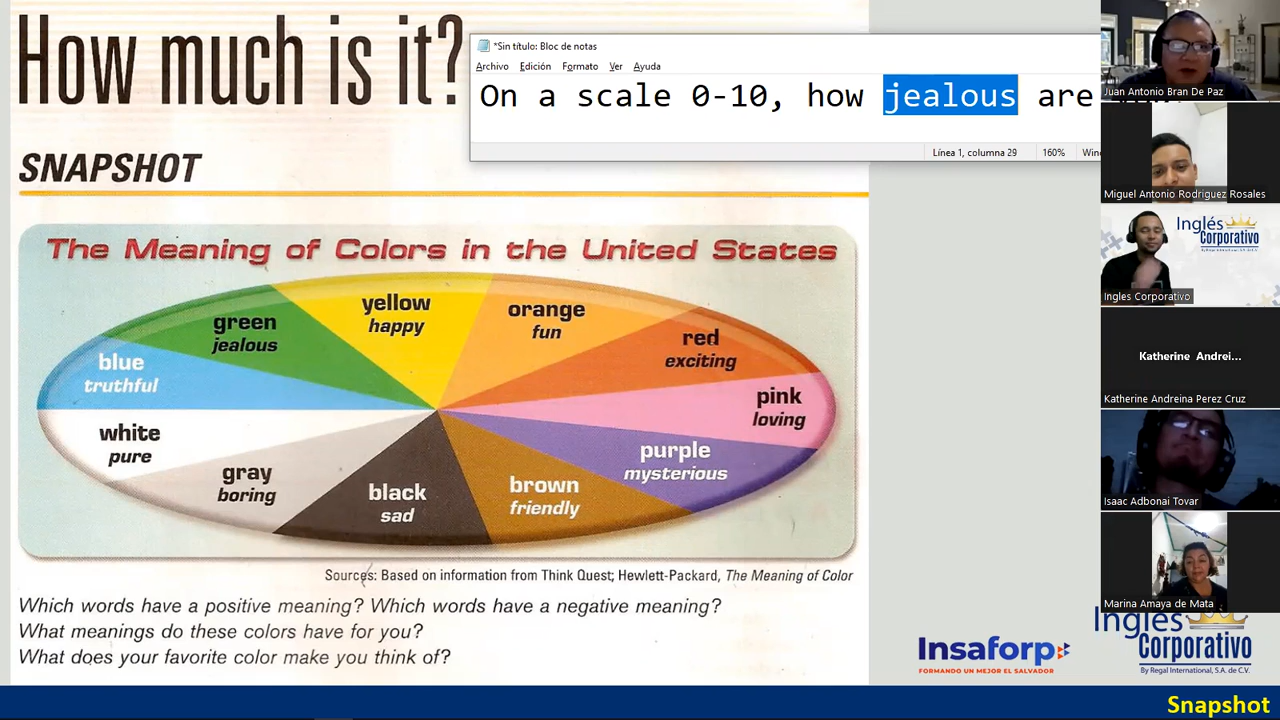 How much is it?
*Sin título: Bloc de notas
Archivo Edición Formato Ver Ayuda
On a scale 0-10, how jealous are
Línea 1, columna 29 160%
SNAPSHOT
The Meaning of Colors in the United States
yellow
happy
orange
fun
green
jealous
red
exciting
blue
truthful
pink
loving
white
pure
purple
mysterious
gray
boring
black
sad
brown
friendly
Sources: Based on information from Think Quest; Hewlett-Packard, The Meaning of Color
Which words have a positive meaning? Which words have a negative meaning?
What meanings do these colors have for you?
What does your favorite color make you think of?
Juan Antonio Bran De Paz
Miguel Antonio Rodriguez Rosales
Inglés
Corporativo
By Regal International, S.A. de C.V.
Ingles Corporativo
Katherine Andrei...
Katherine Andreina Perez Cruz
Isaac Adbonai Tovar
Marina Amaya de Mata
Insaforp
FORMANDO UN MEJOR EL SALVADOR
Inglés
Corporativo
By Regal International, S.A. de C.V.
Snapshot